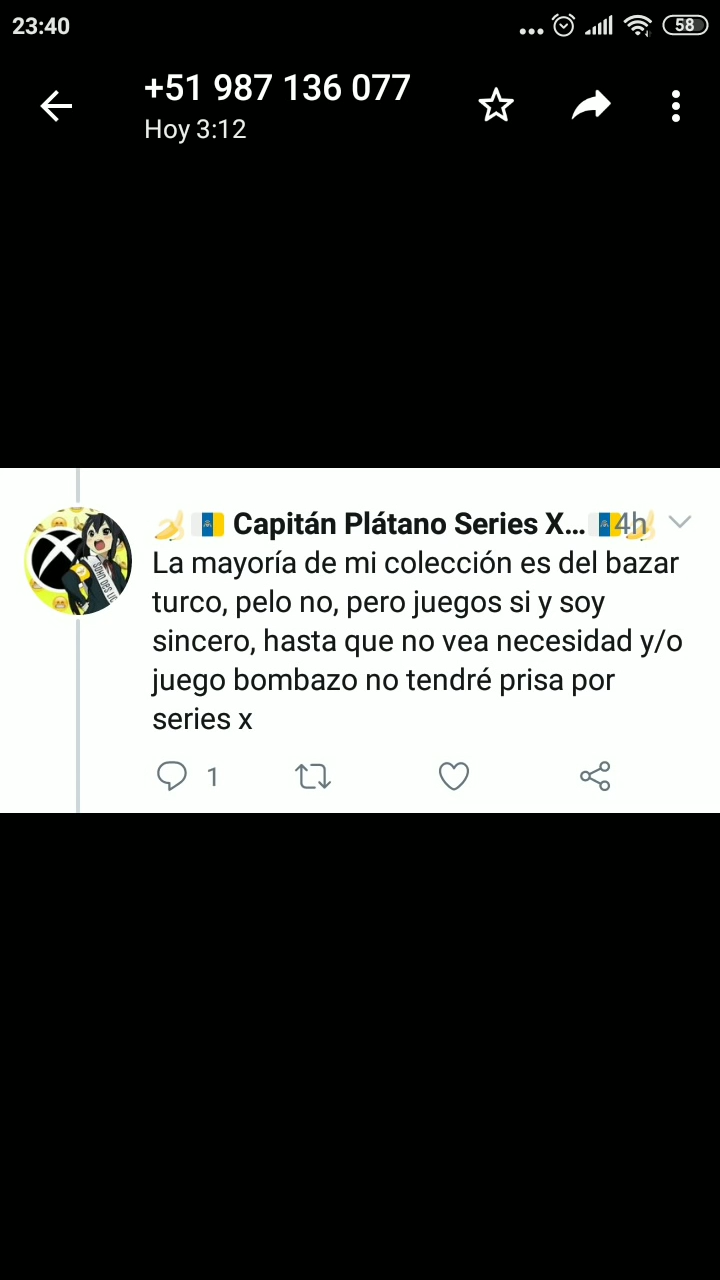 23:40
58
+51 987 136 077
Hoy 3:12
🍌🇮🇨 Capitán Plátano Series X... 🇮🇨4h🍌
La mayoría de mi colección es del bazar
turco, pelo no, pero juegos si y soy
sincero, hasta que no vea necesidad y/o
juego bombazo no tendré prisa por
series x
1